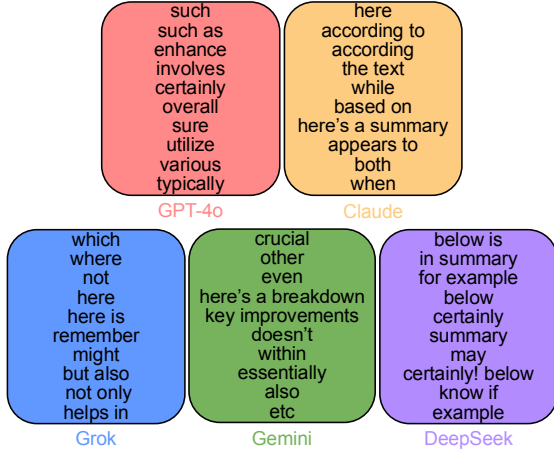 such
such as
enhance
involves
certainly
overall
sure
utilize
various
typically
GPT-4o
here
according to
according
the text
while
based on
here's a summary
appears to
both
when
Claude
which
where
not
here
here is
remember
might
but also
not only
helps in
Grok
crucial
other
even
here's a breakdown
key improvements
doesn't
within
essentially
also
etc
Gemini
below is
in summary
for example
below
certainly
summary
may
certainly! below
know if
example
DeepSeek